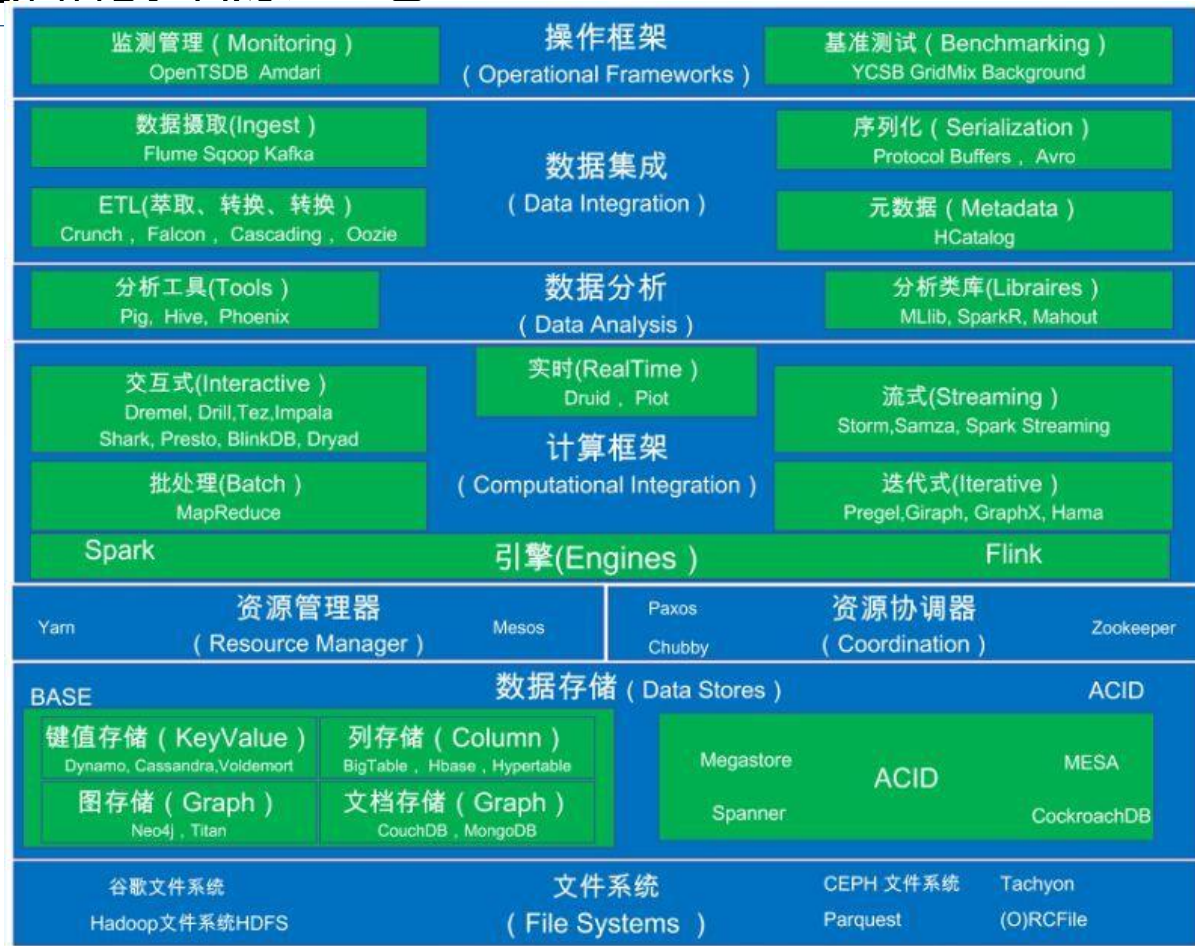 监测管理（Monitoring）
OpenTSDB Amdari
操作框架
（Operational Frameworks）
基准测试（Benchmarking）
YCSB GridMix Background
数据摄取(Ingest）
Flume Sqoop Kafka
ETL(萃取、转换、转换）
Crunch， Falcon， Cascading， Oozie
数据集成
（Data Integration）
序列化（Serialization）
Protocol Buffers， Avro
元数据（Metadata）
HCatalog
分析工具(Tools）
Pig, Hive, Phoenix
数据分析
（Data Analysis）
分析类库(Libraires）
MLlib, SparkR, Mahout
交互式(Interactive）
Dremel, Drill,Tez,Impala
Shark, Presto, BlinkDB, Dryad
批处理(Batch）
MapReduce
实时(RealTime）
Druid， Piot
计算框架
（Computational Integration）
流式(Streaming）
Storm,Samza, Spark Streaming
迭代式(Iterative）
Pregel,Giraph, GraphX, Hama
Spark 引擎(Engines） Flink
Yarn
资源管理器
（Resource Manager）
Mesos
Paxos
Chubby
资源协调器
（Coordination）
Zookeeper
BASE
数据存储（Data Stores）
ACID
键值存储（KeyValue）
Dynamo, Cassandra,Voldemort
列存储（Column）
BigTable， Hbase，Hypertable
图存储（Graph）
Neo4j，Titan
文档存储（Graph）
CouchDB，MongoDB
Megastore
Spanner
ACID
MESA
CockroachDB
谷歌文件系统
Hadoop文件系统HDFS
文件系统
（File Systems）
CEPH 文件系统
Tachyon
Parquest
(O)RCFile